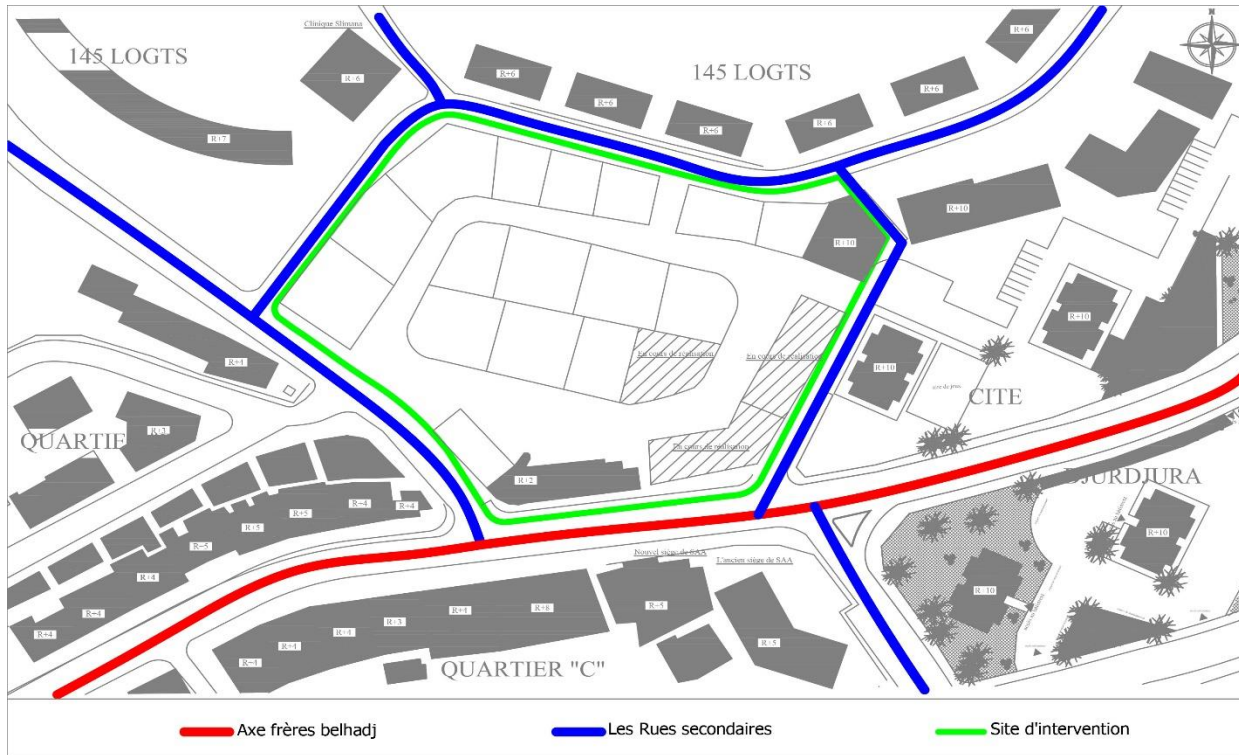 Clinique Slimana
145 LOGTS
145 LOGTS
R+6
R+6
R+6
R+6
R+6
R+6
R+6
R+7
R+10
R+10
R+10
R+10
En cours de réalisation
En cours de réalisation
En cours de réalisation
R+4
CITE
QUARTIE
R+3
DJURDJURA
R+2
R+10
R+10
R+4
R+4
R+5
R+5
R+5
R+4
R+4
R+4
Nouvel siège de SAA
L'ancien siège de SAA
R+8
R+4
R+3
R+4
R+4
R+4
R+5
R+5
QUARTIER "C"
Axe frères belhadj
Les Rues secondaires
Site d'intervention